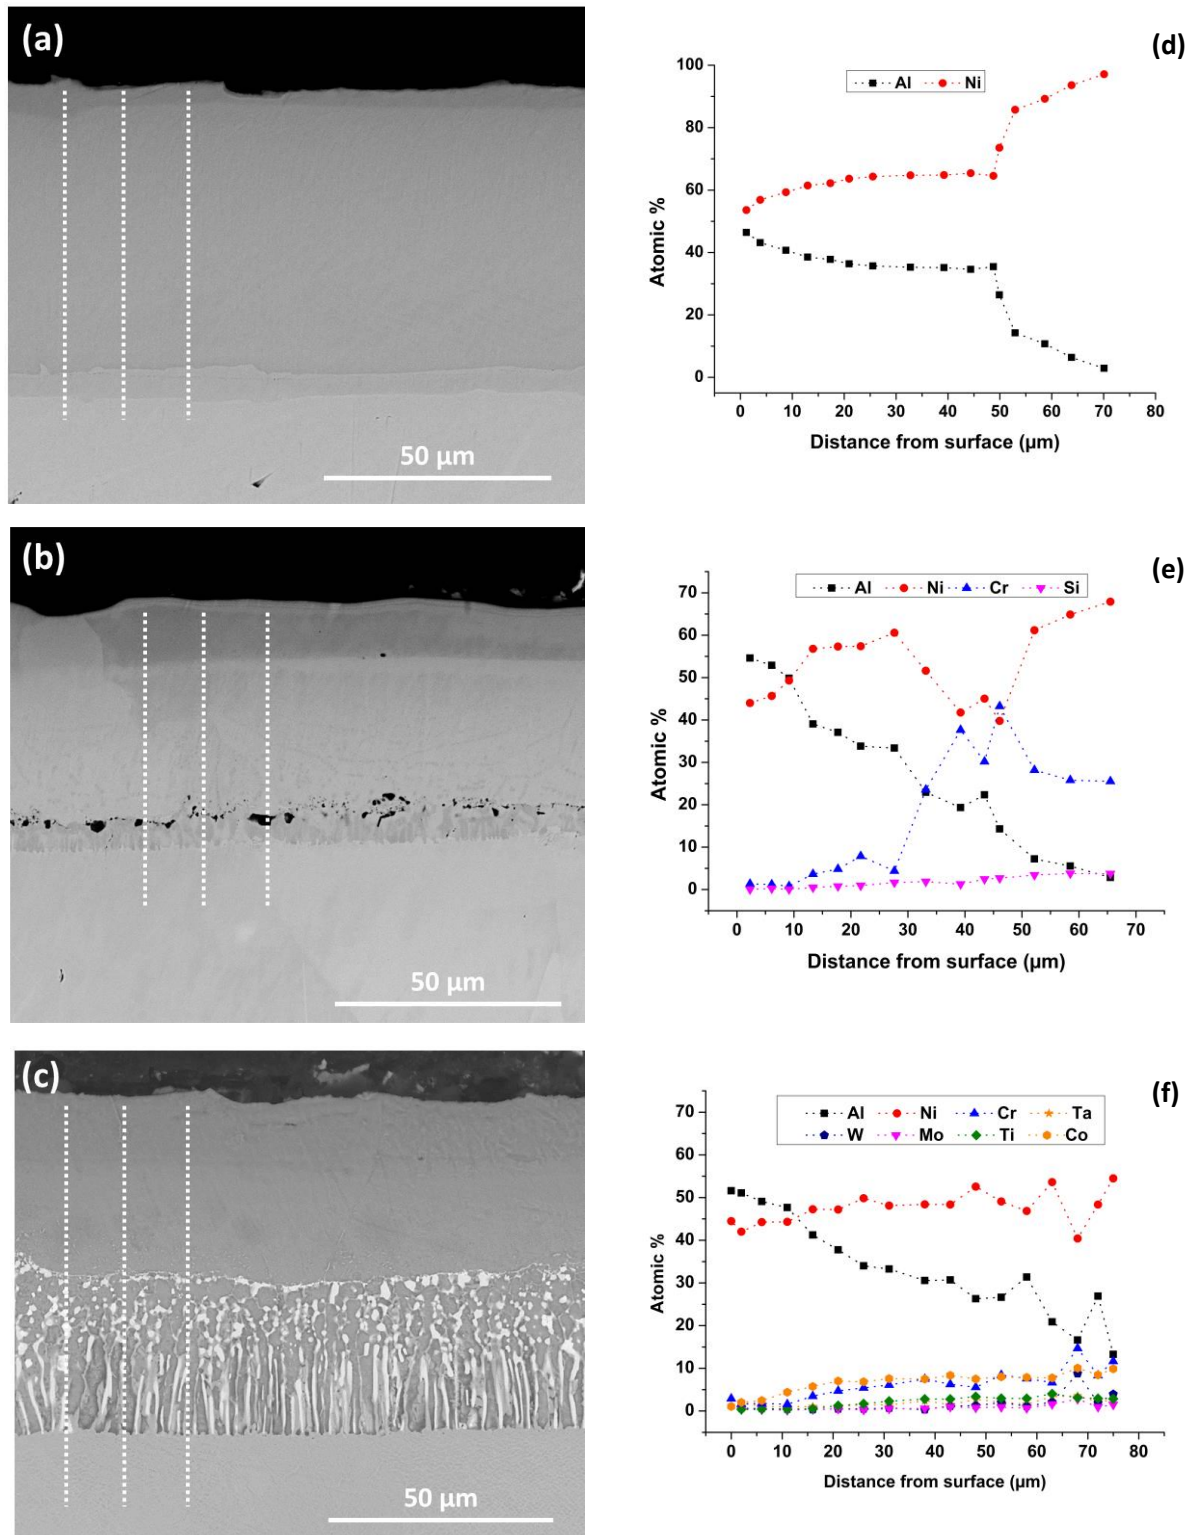 (a)
50 μm
(d)
Al Ni
100
80
60
40
20
0
Atomic %
0 10 20 30 40 50 60 70 80
Distance from surface (μm)
(b)
50 μm
(e)
Al Ni Cr Si
70
60
50
40
30
20
10
0
Atomic %
0 10 20 30 40 50 60 70
Distance from surface (μm)
(c)
50 μm
(f)
Al Ni Cr Ta
W Mo Ti Co
70
60
50
40
30
20
10
0
Atomic %
0 10 20 30 40 50 60 70 80
Distance from surface (μm)